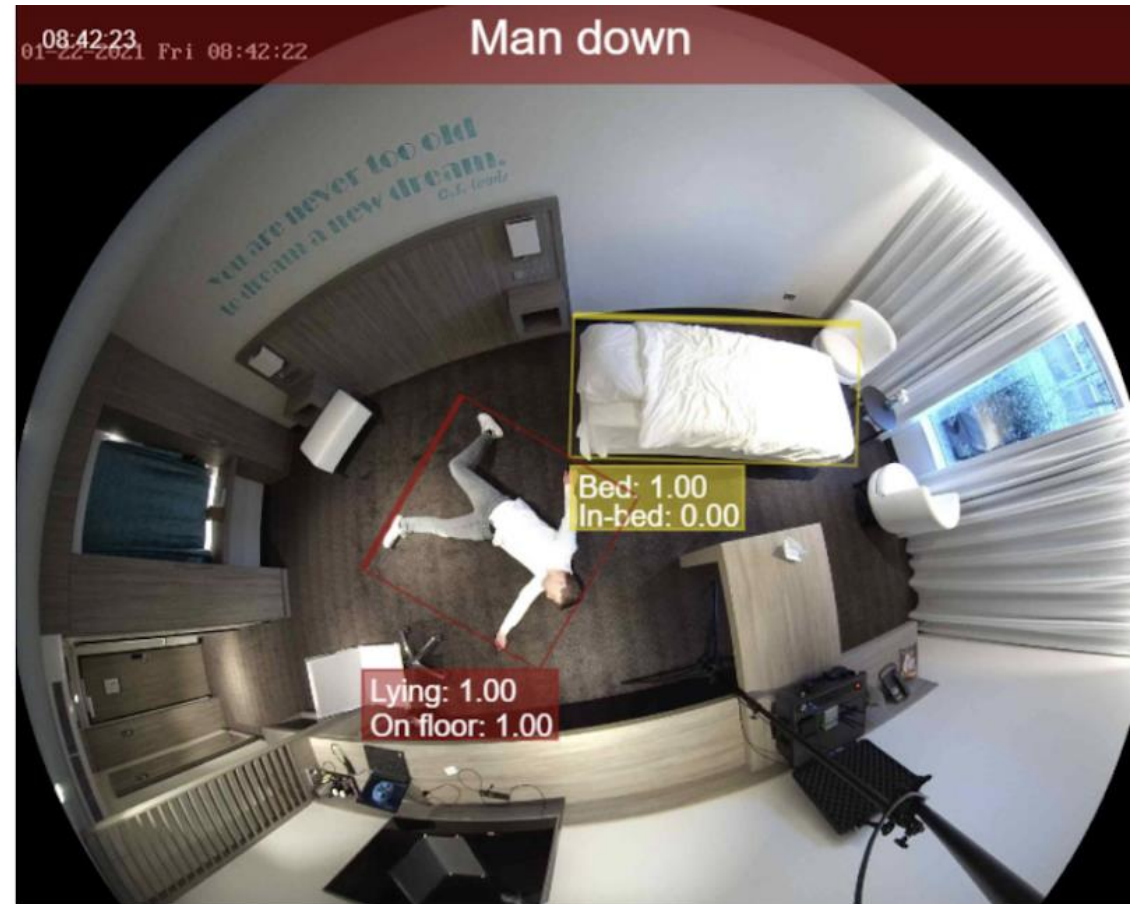 Man down
08:42:23
01-22-2021 Fri 08:42:22
you are never too old
to dream a new dream.
C.S. Lewis
Bed: 1.00
In-bed: 0.00
Lying: 1.00
On floor: 1.00